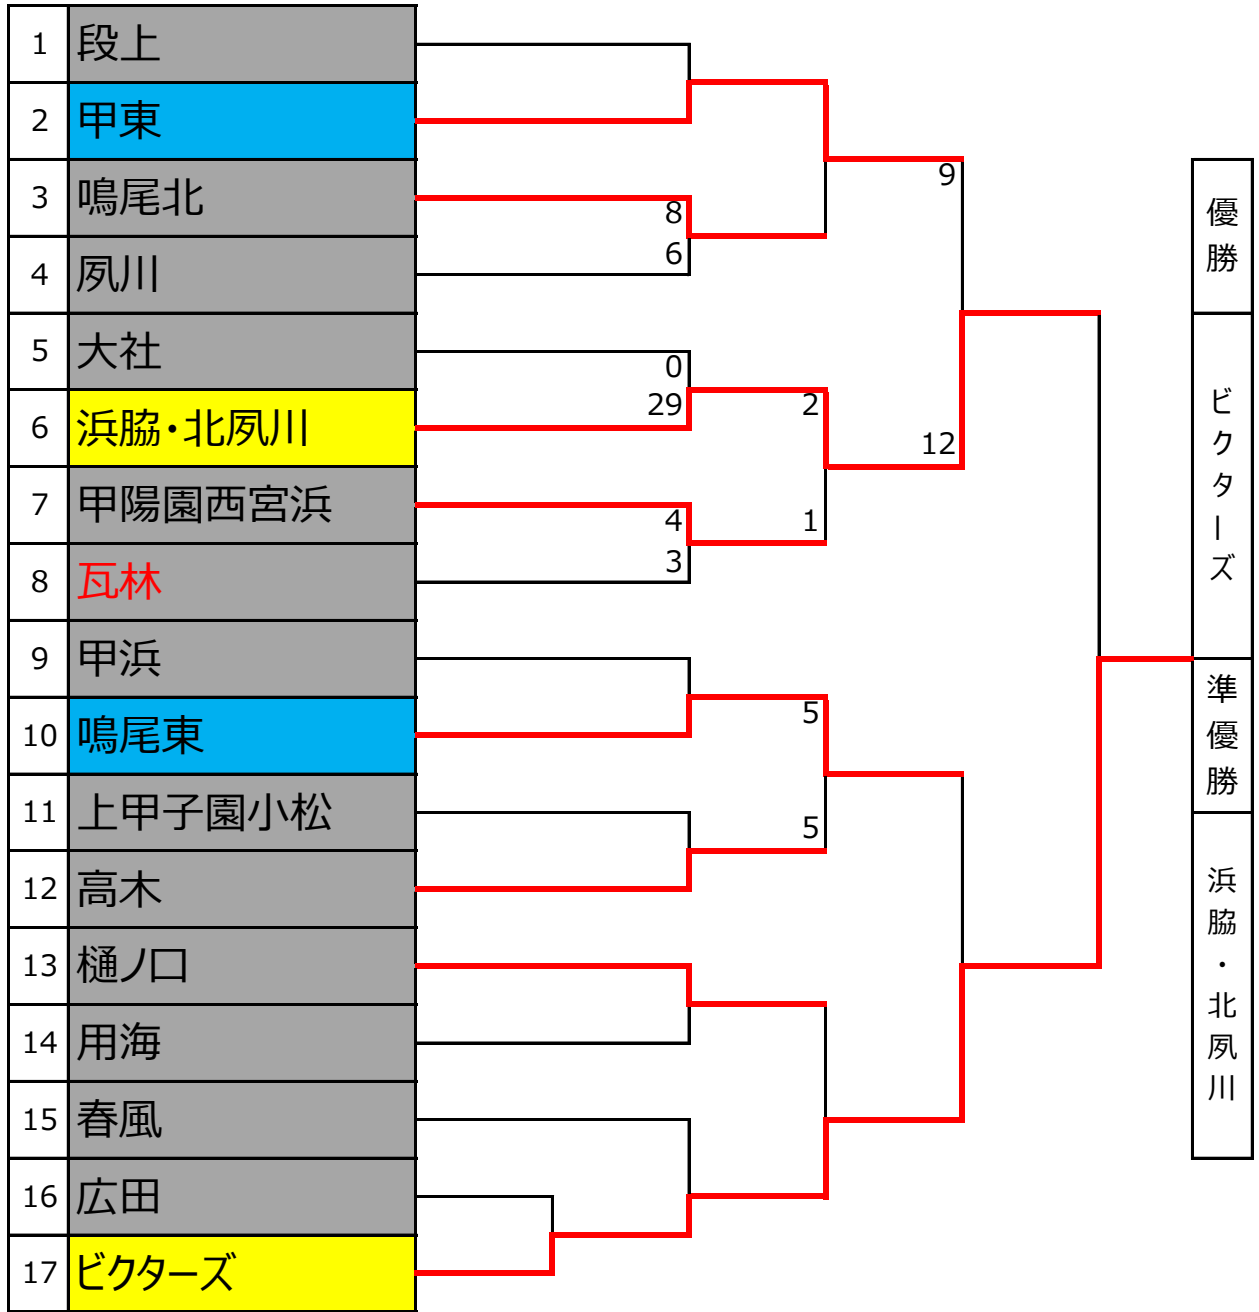 1 段上
2 甲東
3 鳴尾北
4 夙川
5 大社
6 浜脇・北夙川
7 甲陽園西宮浜
8 瓦林
9 甲浜
10 鳴尾東
11 上甲子園小松
12 高木
13 樋ノ口
14 用海
15 春風
16 広田
17 ビクターズ
8
6
0
29
4
3
2
1
5
5
9
12
優勝
ビクターズ
準優勝
浜脇・北夙川